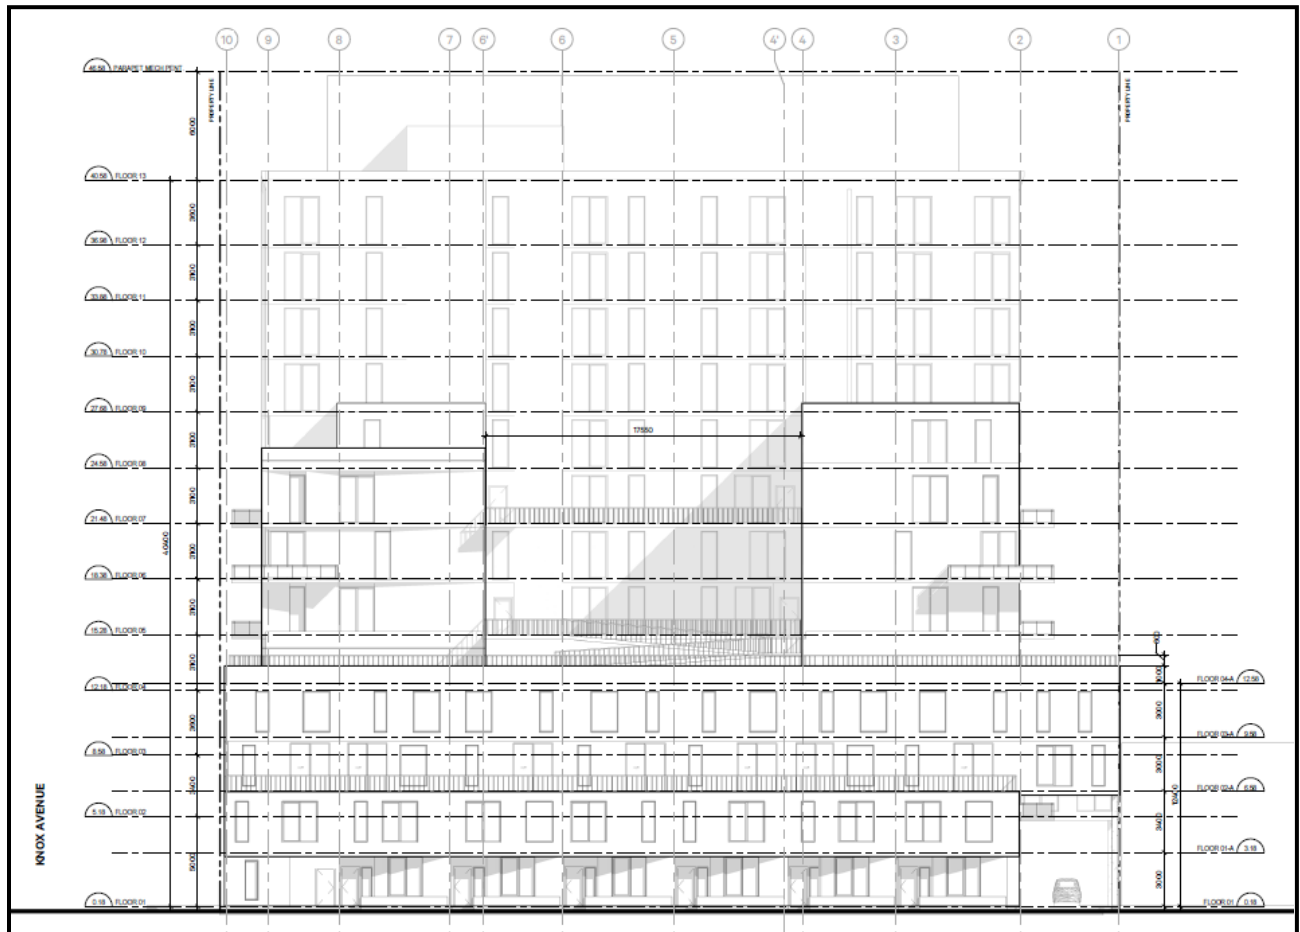 10 9 8 7 6' 6 5 4' 4 3 2 1
46.58 PARAPET MECH PENT
PROPERTY LINE
PROPERTY LINE
6000
40.58 FLOOR 13
3600
36.98 FLOOR 12
3100
33.88 FLOOR 11
3100
30.78 FLOOR 10
3100
27.68 FLOOR 09
3100
17550
24.58 FLOOR 08
3100
21.48 FLOOR 07
40400
3100
18.38 FLOOR 06
3100
15.28 FLOOR 05
3100
FLOOR 04-A 12.58
1000
12.18 FLOOR 04
3600
3000
FLOOR 03-A 9.58
8.58 FLOOR 03
3000
3400
FLOOR 02-A 6.58
12400
5.18 FLOOR 02
3400
KNOX AVENUE
FLOOR 01-A 3.18
5000
3000
0.18 FLOOR 01
FLOOR 01 0.18